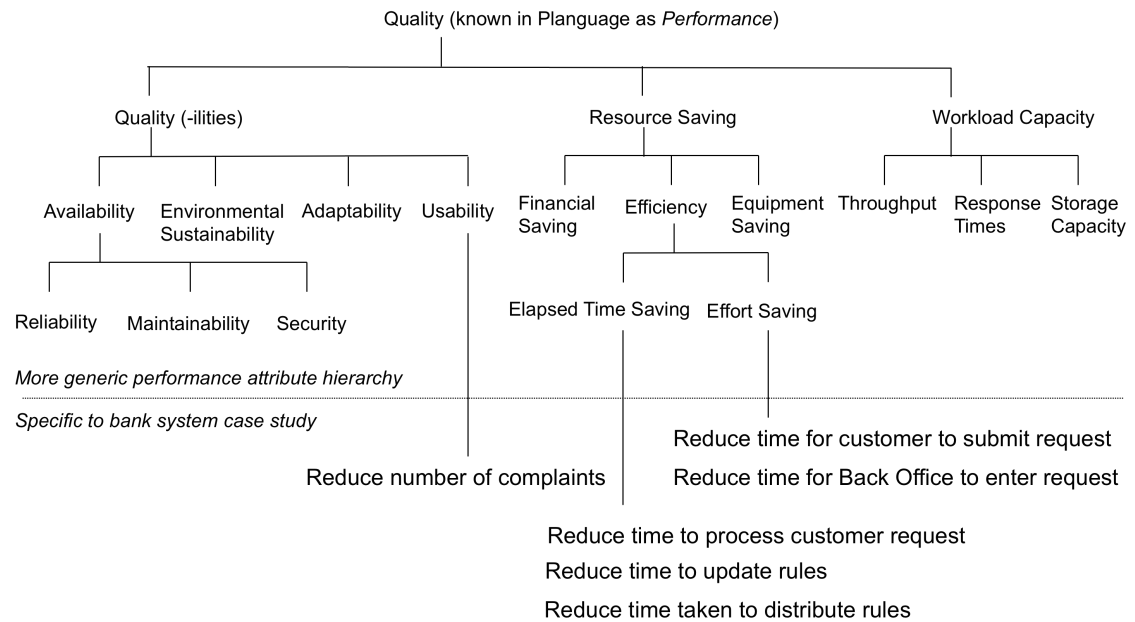 Quality (known in Planguage as Performance)
Quality (-ilities)
Resource Saving
Workload Capacity
Availability
Environmental
Sustainability
Adaptability
Usability
Financial
Saving
Efficiency
Equipment
Saving
Throughput
Response
Times
Storage
Capacity
Reliability
Maintainability
Security
Elapsed Time Saving
Effort Saving
More generic performance attribute hierarchy
Specific to bank system case study
Reduce number of complaints
Reduce time for customer to submit request
Reduce time for Back Office to enter request
Reduce time to process customer request
Reduce time to update rules
Reduce time taken to distribute rules